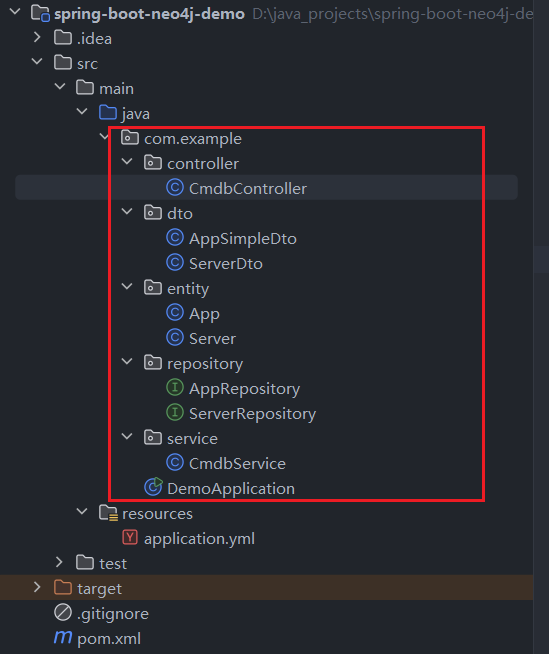 spring-boot-neo4j-demo D:\java_projects\spring-boot-neo4j-de
.idea
src
main
java
com.example
controller
CmdbController
dto
AppSimpleDto
ServerDto
entity
App
Server
repository
AppRepository
ServerRepository
service
CmdbService
DemoApplication
resources
application.yml
test
target
.gitignore
pom.xml